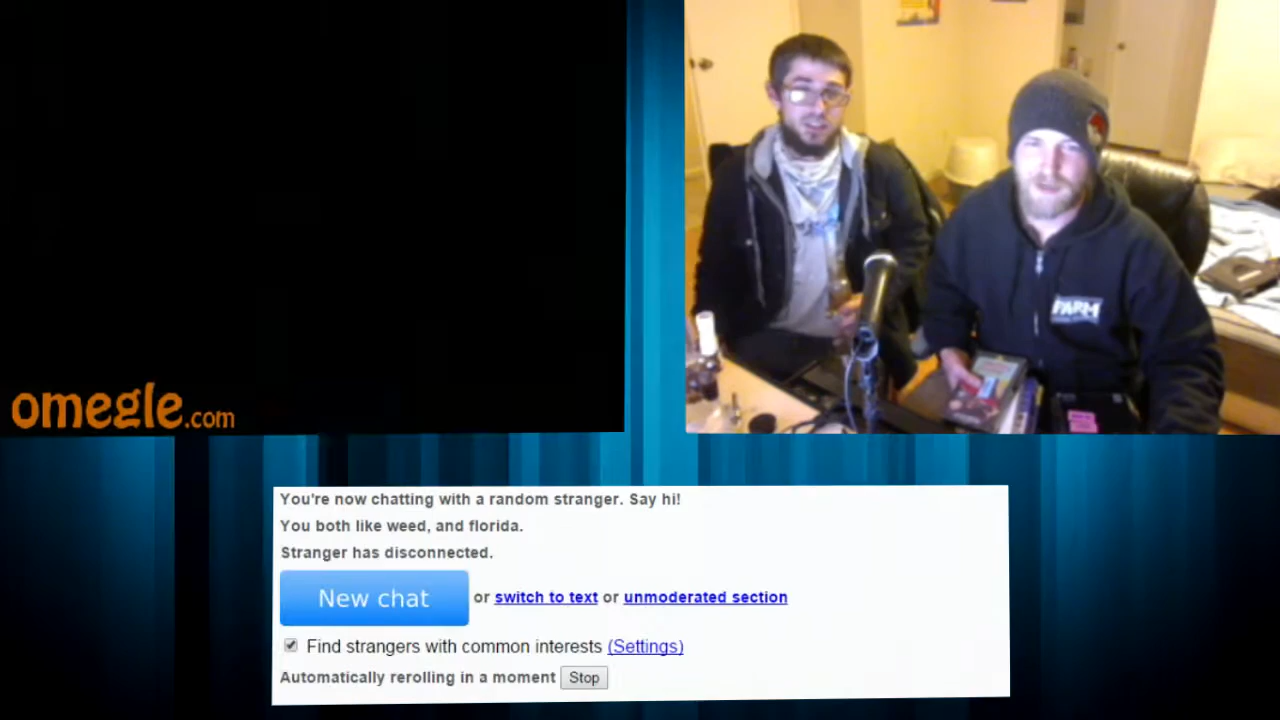 omegle.com
FARM
You're now chatting with a random stranger. Say hi!
You both like weed, and florida.
Stranger has disconnected.
New chat or switch to text or unmoderated section
Find strangers with common interests (Settings)
Automatically rerolling in a moment Stop